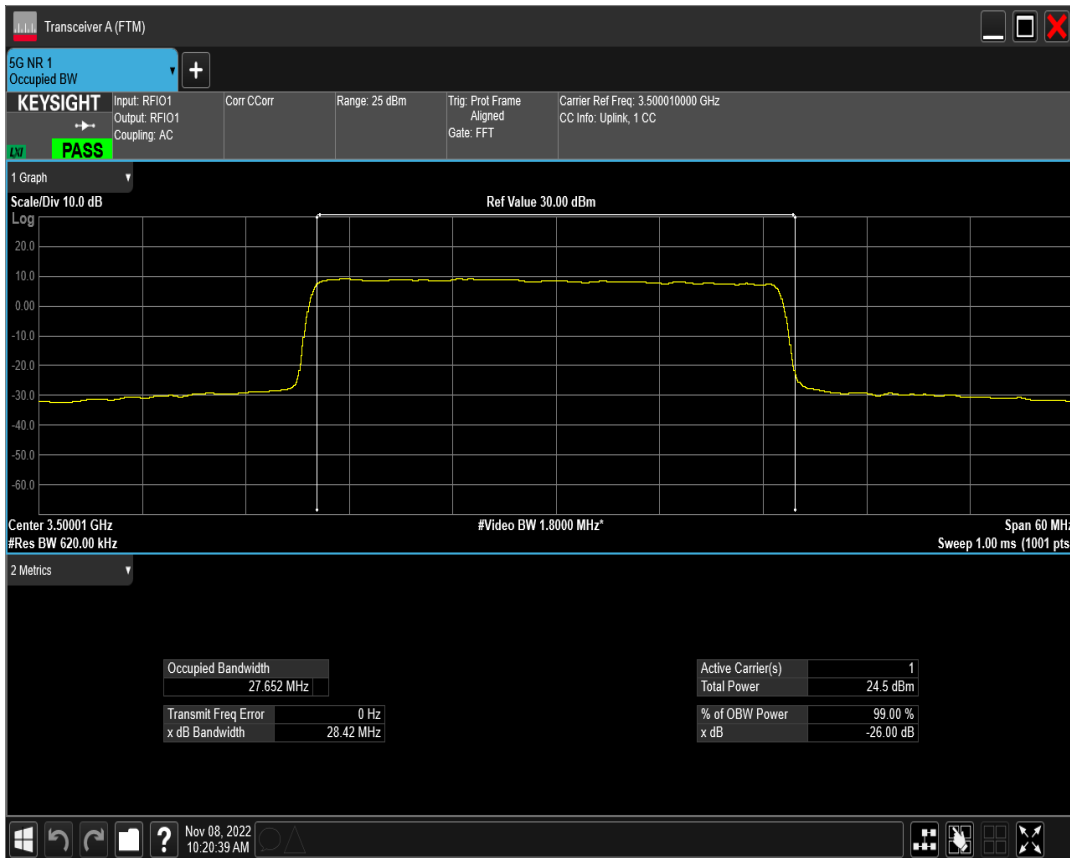 Transceiver A (FTM)
5G NR 1
Occupied BW
+
KEYSIGHT
LXI
PASS
Input: RFIO1
Output: RFIO1
Coupling: AC
Corr CCorr
Range: 25 dBm
Trig: Prot Frame
Aligned
Gate: FFT
Carrier Ref Freq: 3.500010000 GHz
CC Info: Uplink, 1 CC
1 Graph
Scale/Div 10.0 dB
Ref Value 30.00 dBm
Log
20.0
10.0
0.00
-10.0
-20.0
-30.0
-40.0
-50.0
-60.0
Center 3.50001 GHz
#Video BW 1.8000 MHz*
Span 60 MHz
#Res BW 620.00 kHz
Sweep 1.00 ms (1001 pts
2 Metrics
Occupied Bandwidth
27.652 MHz
Transmit Freq Error 0 Hz
x dB Bandwidth 28.42 MHz
Active Carrier(s) 1
Total Power 24.5 dBm
% of OBW Power 99.00 %
x dB -26.00 dB
?
Nov 08, 2022
10:20:39 AM